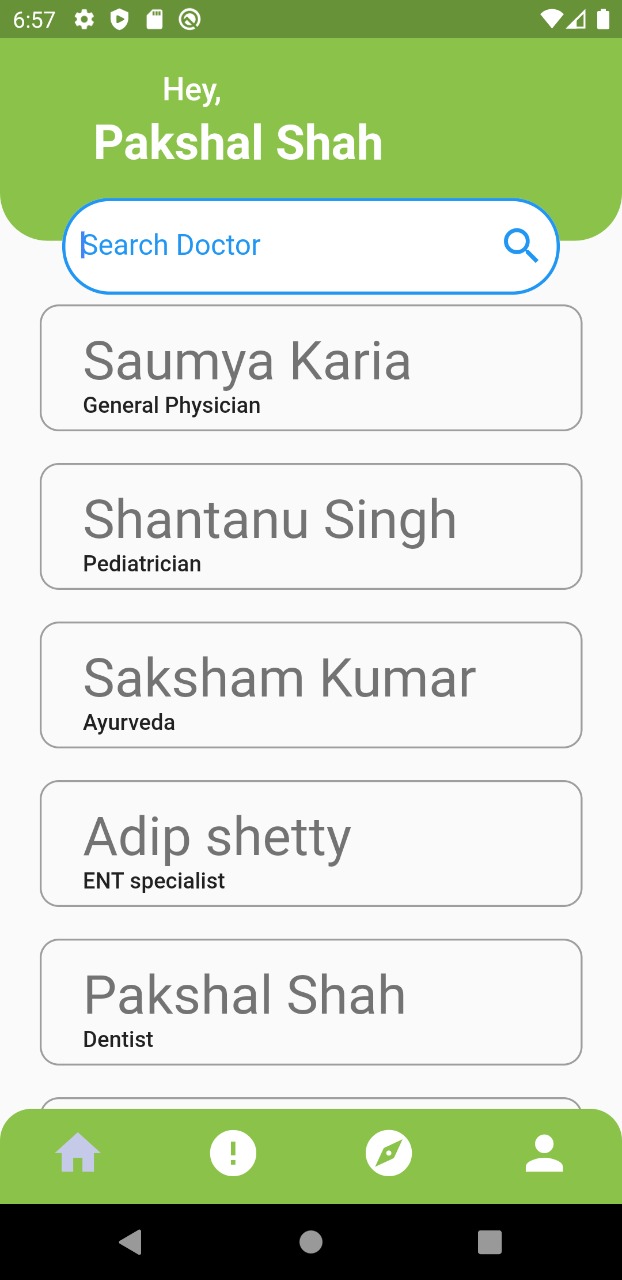 6:57
Hey,
Pakshal Shah
Search Doctor
Saumya Karia
General Physician
Shantanu Singh
Pediatrician
Saksham Kumar
Ayurveda
Adip shetty
ENT specialist
Pakshal Shah
Dentist